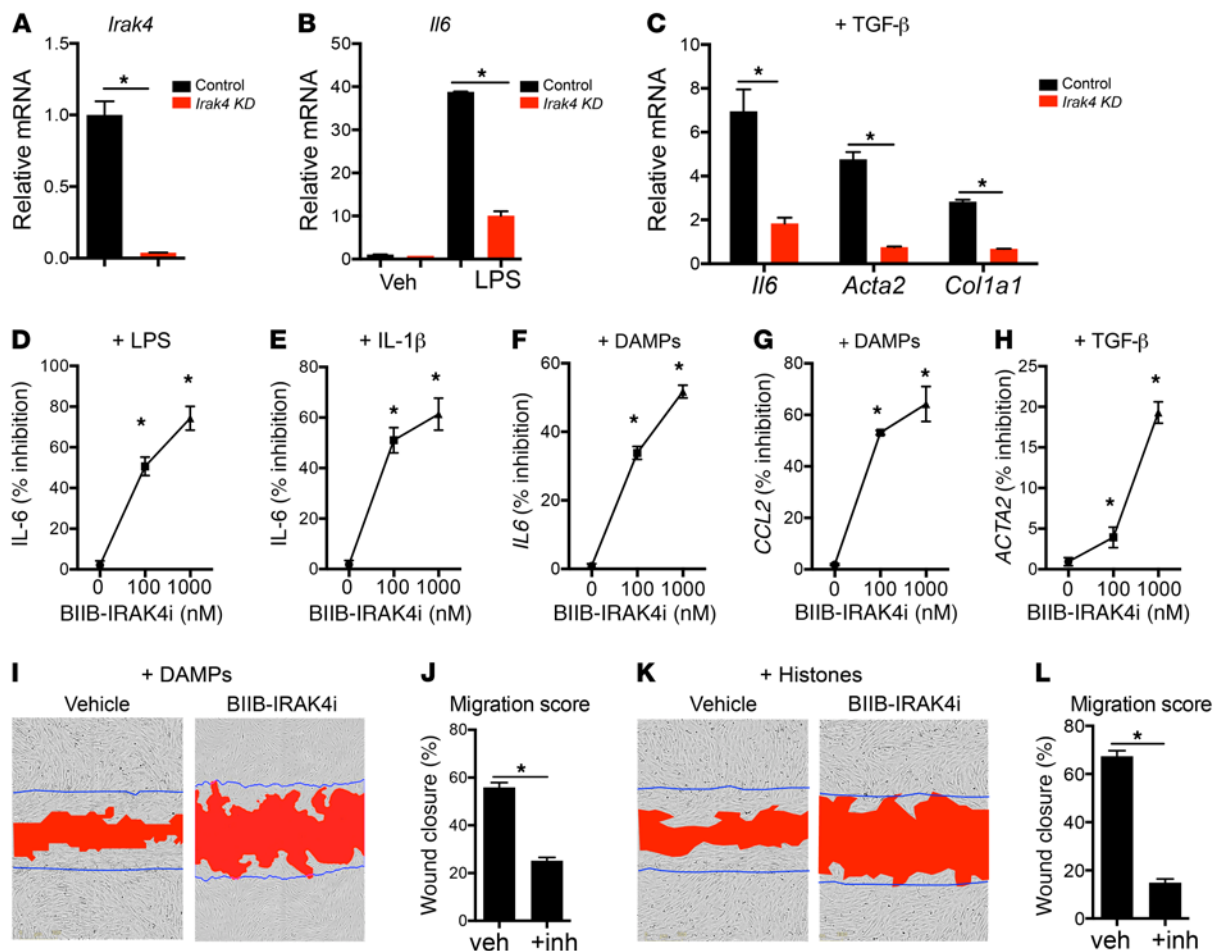 A
Irak4
Relative mRNA
1.5
1.0
0.5
0.0
*
Control
Irak4 KD
B
Il6
Relative mRNA
50
40
30
20
10
0
*
Veh
LPS
Control
Irak4 KD
C
+ TGF-β
Relative mRNA
8
6
4
2
0
*
*
*
Il6
Acta2
Col1a1
Control
Irak4 KD
D
+ LPS
IL-6 (% inhibition)
100
80
60
40
20
0
*
*
0
100
1000
BIIB-IRAK4i (nM)
E
+ IL-1β
IL-6 (% inhibition)
80
60
40
20
0
*
*
0
100
1000
BIIB-IRAK4i (nM)
F
+ DAMPs
IL6 (% inhibition)
60
40
20
0
*
*
0
100
1000
BIIB-IRAK4i (nM)
G
+ DAMPs
CCL2 (% inhibition)
80
60
40
20
0
*
*
0
100
1000
BIIB-IRAK4i (nM)
H
+ TGF-β
ACTA2 (% inhibition)
25
20
15
10
5
0
*
*
0
100
1000
BIIB-IRAK4i (nM)
I
+ DAMPs
Vehicle
BIIB-IRAK4i
J
Migration score
Wound closure (%)
80
60
40
20
0
*
veh
+inh
K
+ Histones
Vehicle
BIIB-IRAK4i
L
Migration score
Wound closure (%)
80
60
40
20
0
*
veh
+inh